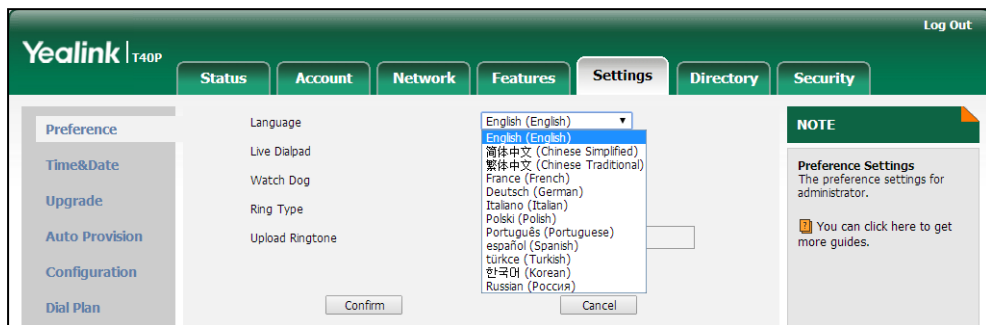 Log Out
Yealink T40P
Status Account Network Features Settings Directory Security
Preference
Time&Date
Upgrade
Auto Provision
Configuration
Dial Plan
Language English (English)
Live Dialpad
Watch Dog
Ring Type
Upload Ringtone
English (English)
简体中文 (Chinese Simplified)
繁体中文 (Chinese Traditional)
France (French)
Deutsch (German)
Italiano (Italian)
Polski (Polish)
Português (Portuguese)
español (Spanish)
türkce (Turkish)
한국어 (Korean)
Russian (Россия)
Confirm Cancel
NOTE
Preference Settings
The preference settings for
administrator.
You can click here to get
more guides.